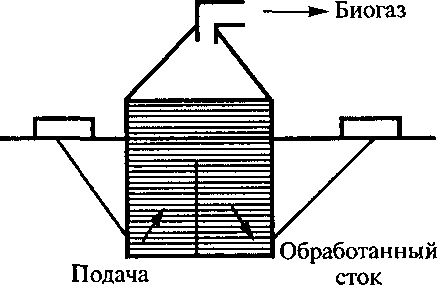 Биогаз
Подача
Обработанный
сток